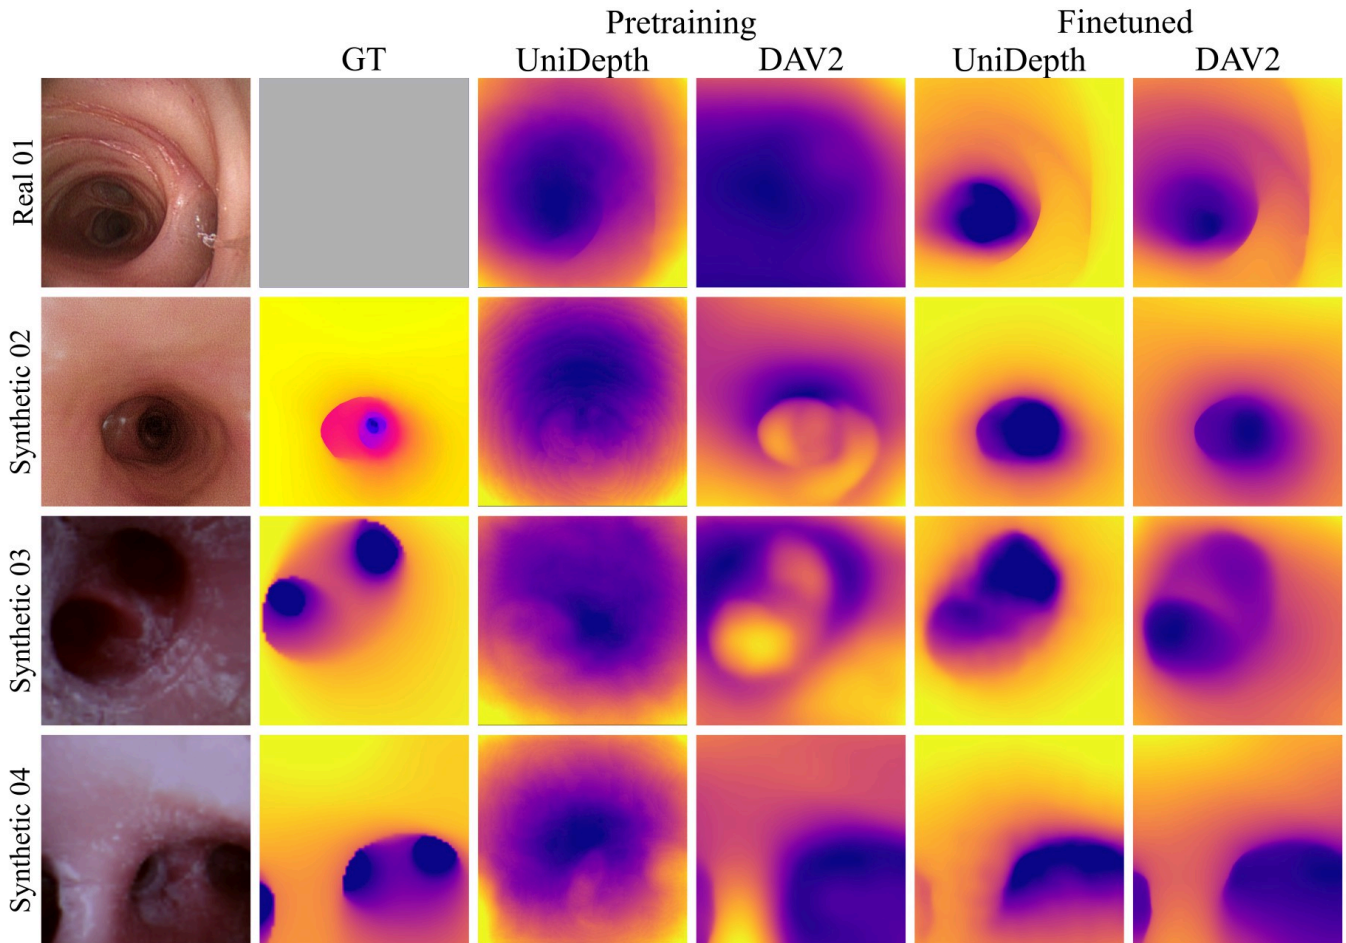 Pretraining Finetuned
GT UniDepth DAV2 UniDepth DAV2
Real 01
Synthetic 02
Synthetic 03
Synthetic 04